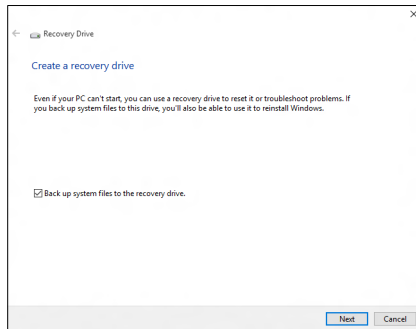 Recovery Drive
Create a recovery drive
Even if your PC can't start, you can use a recovery drive to reset it or troubleshoot problems. If
you back up system files to this drive, you'll also be able to use it to reinstall Windows.
Back up system files to the recovery drive.
Next Cancel